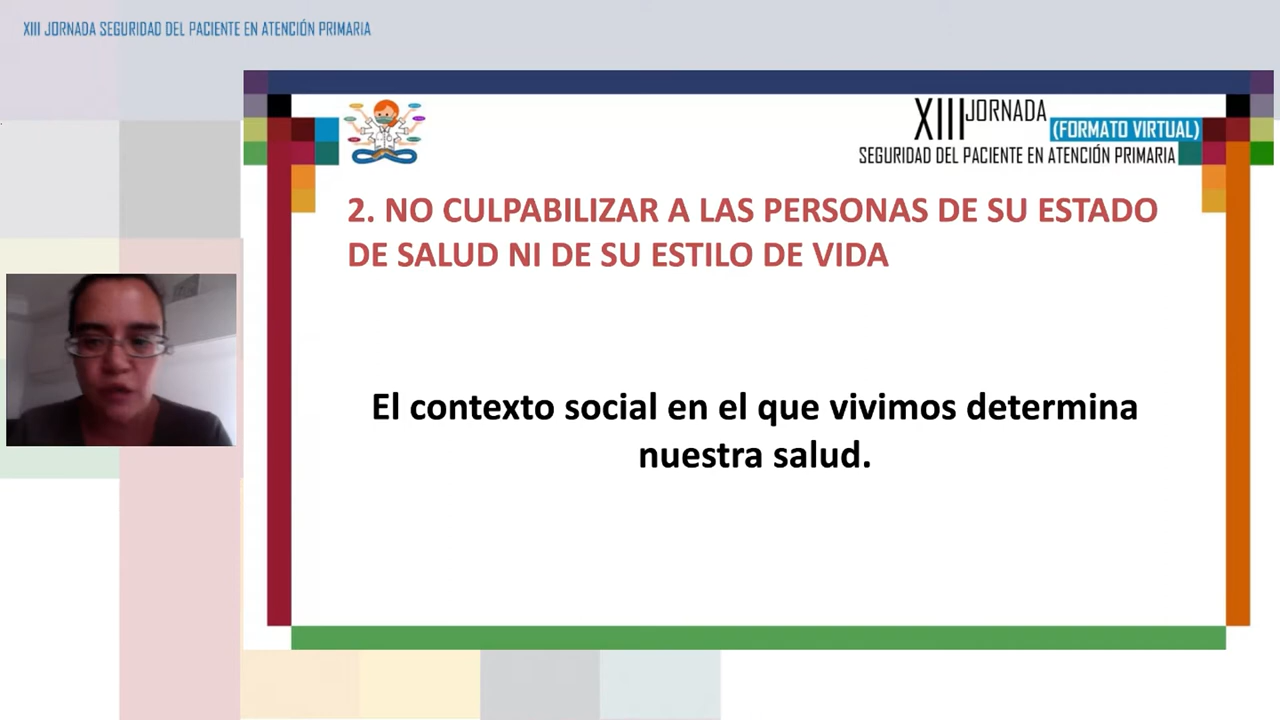 XIII JORNADA SEGURIDAD DEL PACIENTE EN ATENCIÓN PRIMARIA
XIII JORNADA
(FORMATO VIRTUAL)
SEGURIDAD DEL PACIENTE EN ATENCIÓN PRIMARIA
2. NO CULPABILIZAR A LAS PERSONAS DE SU ESTADO
DE SALUD NI DE SU ESTILO DE VIDA
El contexto social en el que vivimos determina
nuestra salud.